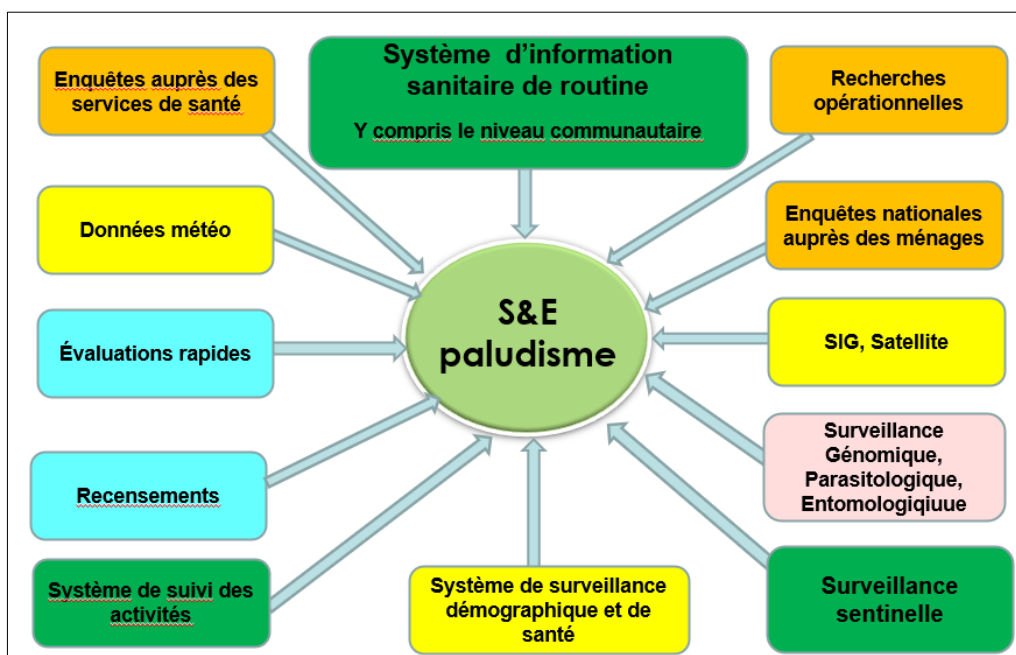 Système d’information
sanitaire de routine
Y compris le niveau communautaire
Enquêtes auprès des
services de santé
Recherches
opérationnelles
Données météo
Enquêtes nationales
auprès des ménages
S&E
paludisme
Évaluations rapides
SIG, Satellite
Surveillance
Génomique,
Parasitologique,
Entomologiqiuue
Recensements
Système de suivi des
activités
Système de surveillance
démographique et de
santé
Surveillance
sentinelle